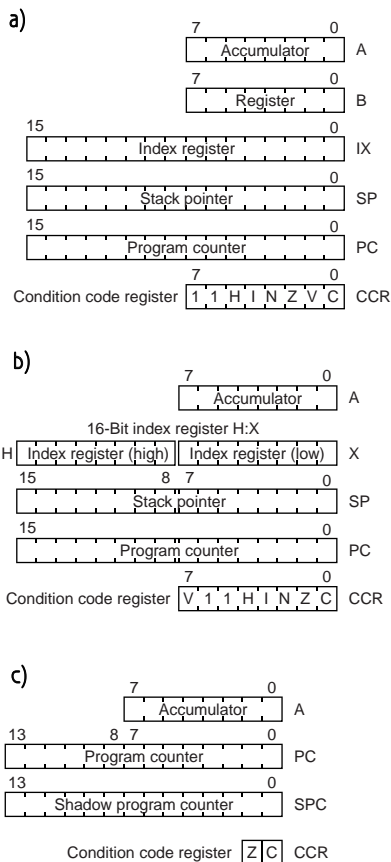 a)
7 0
Accumulator A
7 0
Register B
15 0
Index register IX
15 0
Stack pointer SP
15 0
Program counter PC
7 0
Condition code register 1 1 H I N Z V C CCR
b)
7 0
Accumulator A
16-Bit index register H:X
H Index register (high) Index register (low) X
15 8 7 0
Stack pointer SP
15 0
Program counter PC
7 0
Condition code register V 1 1 H I N Z C CCR
c)
7 0
Accumulator A
13 8 7 0
Program counter PC
13 0
Shadow program counter SPC
Condition code register Z C CCR